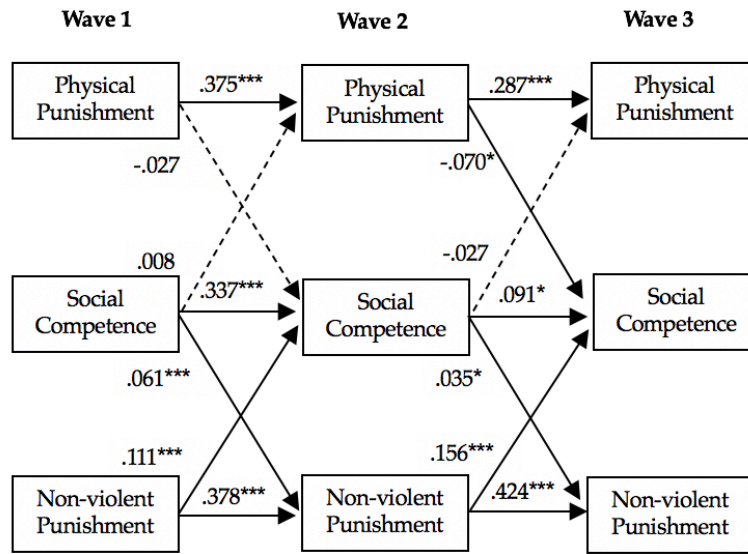 Wave 1 Wave 2 Wave 3
Physical Punishment
.375***
Physical Punishment
.287***
Physical Punishment
-.027
-.070*
.008
-.027
Social Competence
.337***
Social Competence
.091*
Social Competence
.061***
.035*
.111***
.156***
Non-violent Punishment
.378***
Non-violent Punishment
.424***
Non-violent Punishment